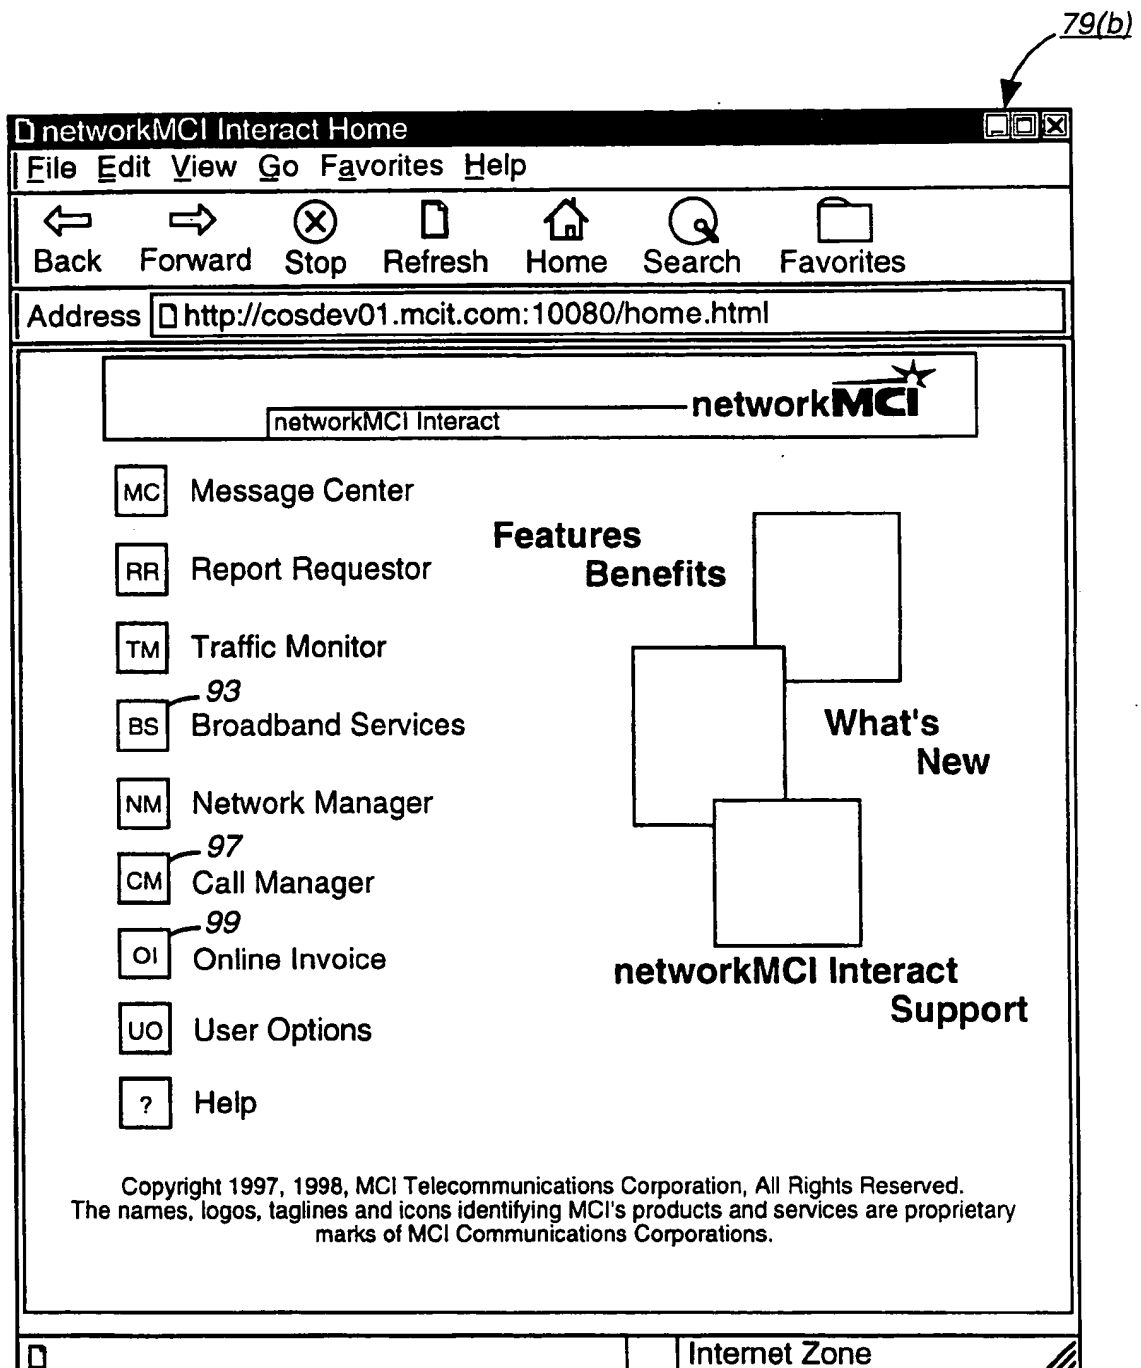 79(b)
networkMCI Interact Home
File Edit View Go Favorites Help
Back Forward Stop Refresh Home Search Favorites
Address http://cosdev01.mcit.com:10080/home.html
networkMCI
networkMCI Interact
MC Message Center
Features
Benefits
RR Report Requestor
TM Traffic Monitor
93
BS Broadband Services
What's
New
NM Network Manager
97
CM Call Manager
99
OI Online Invoice
networkMCI Interact
Support
UO User Options
? Help
Copyright 1997, 1998, MCI Telecommunications Corporation, All Rights Reserved.
The names, logos, taglines and icons identifying MCI's products and services are proprietary
marks of MCI Communications Corporations.
Internet Zone